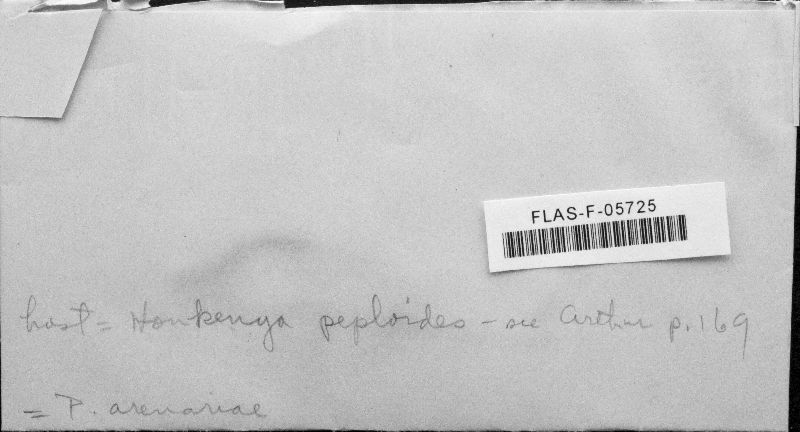 FLAS-F-05725
host = Honkenya peploides - see Arthur p. 169
= P. arenariae